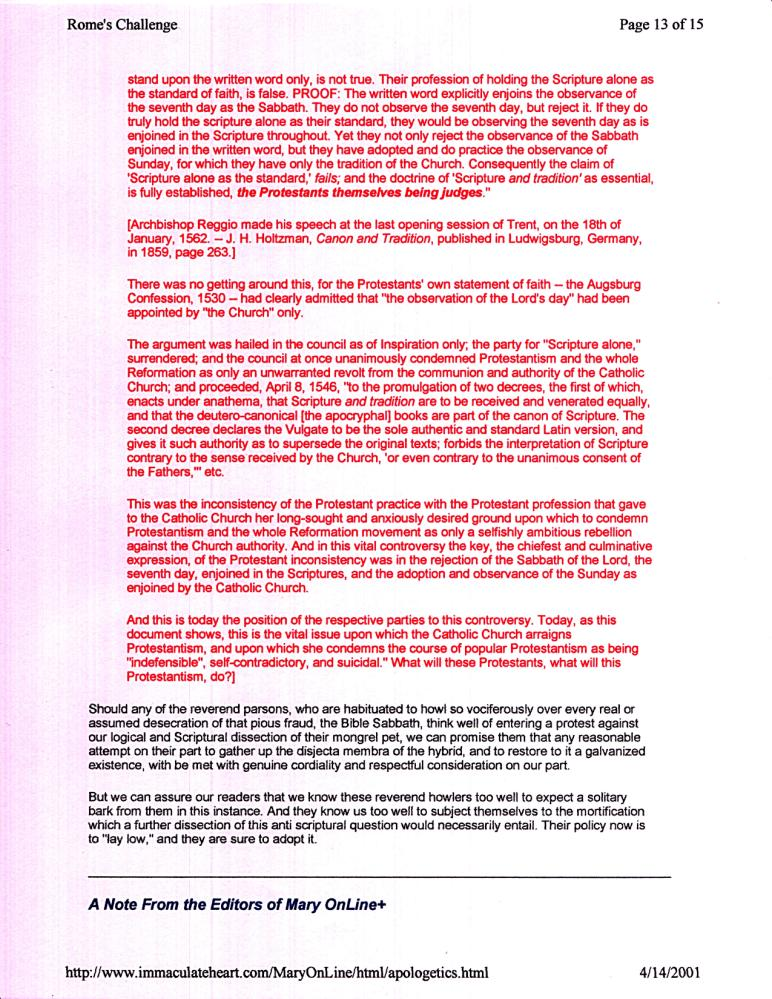 Rome's Challenge
Page 13 of 15
stand upon the written word only, is not true. Their profession of holding the Scripture alone as
the standard of faith, is false. PROOF: The written word explicitly enjoins the observance of
the seventh day as the Sabbath. They do not observe the seventh day, but reject it. If they do
truly hold the scripture alone as their standard, they would be observing the seventh day as is
enjoined in the Scripture throughout. Yet they not only reject the observance of the Sabbath
enjoined in the written word, but they have adopted and do practice the observance of
Sunday, for which they have only the tradition of the Church. Consequently the claim of
'Scripture alone as the standard,' fails; and the doctrine of 'Scripture and tradition' as essential,
is fully established, the Protestants themselves being judges."
[Archbishop Reggio made his speech at the last opening session of Trent, on the 18th of
January, 1562. -- J. H. Holtzman, Canon and Tradition, published in Ludwigsburg, Germany,
in 1859, page 263.]
There was no getting around this, for the Protestants' own statement of faith -- the Augsburg
Confession, 1530 -- had clearly admitted that "the observation of the Lord's day" had been
appointed by "the Church" only.
The argument was hailed in the council as of Inspiration only; the party for "Scripture alone,"
surrendered; and the council at once unanimously condemned Protestantism and the whole
Reformation as only an unwarranted revolt from the communion and authority of the Catholic
Church; and proceeded, April 8, 1546, "to the promulgation of two decrees, the first of which,
enacts under anathema, that Scripture and tradition are to be received and venerated equally,
and that the deutero-canonical [the apocryphal] books are part of the canon of Scripture. The
second decree declares the Vulgate to be the sole authentic and standard Latin version, and
gives it such authority as to supersede the original texts; forbids the interpretation of Scripture
contrary to the sense received by the Church, 'or even contrary to the unanimous consent of
the Fathers,'" etc.
This was the inconsistency of the Protestant practice with the Protestant profession that gave
to the Catholic Church her long-sought and anxiously desired ground upon which to condemn
Protestantism and the whole Reformation movement as only a selfishly ambitious rebellion
against the Church authority. And in this vital controversy the key, the chiefest and culminative
expression, of the Protestant inconsistency was in the rejection of the Sabbath of the Lord, the
seventh day, enjoined in the Scriptures, and the adoption and observance of the Sunday as
enjoined by the Catholic Church.
And this is today the position of the respective parties to this controversy. Today, as this
document shows, this is the vital issue upon which the Catholic Church arraigns
Protestantism, and upon which she condemns the course of popular Protestantism as being
"indefensible", self-contradictory, and suicidal." What will these Protestants, what will this
Protestantism, do?]
Should any of the reverend parsons, who are habituated to howl so vociferously over every real or
assumed desecration of that pious fraud, the Bible Sabbath, think well of entering a protest against
our logical and Scriptural dissection of their mongrel pet, we can promise them that any reasonable
attempt on their part to gather up the disjecta membra of the hybrid, and to restore to it a galvanized
existence, with be met with genuine cordiality and respectful consideration on our part.
But we can assure our readers that we know these reverend howlers too well to expect a solitary
bark from them in this instance. And they know us too well to subject themselves to the mortification
which a further dissection of this anti scriptural question would necessarily entail. Their policy now is
to "lay low," and they are sure to adopt it.
A Note From the Editors of Mary OnLine+
http://www.immaculateheart.com/MaryOnLine/html/apologetics.html
4/14/2001